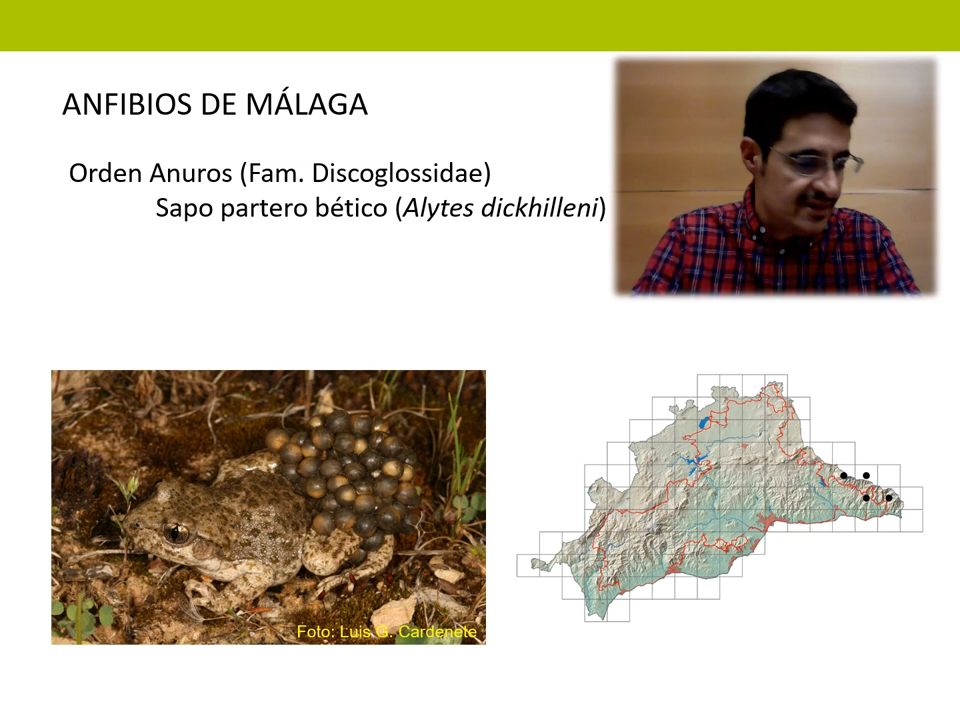 ANFIBIOS DE MÁLAGA
Orden Anuros (Fam. Discoglossidae)
Sapo partero bético (Alytes dickhilleni)
Foto: Luis G. Cardenete